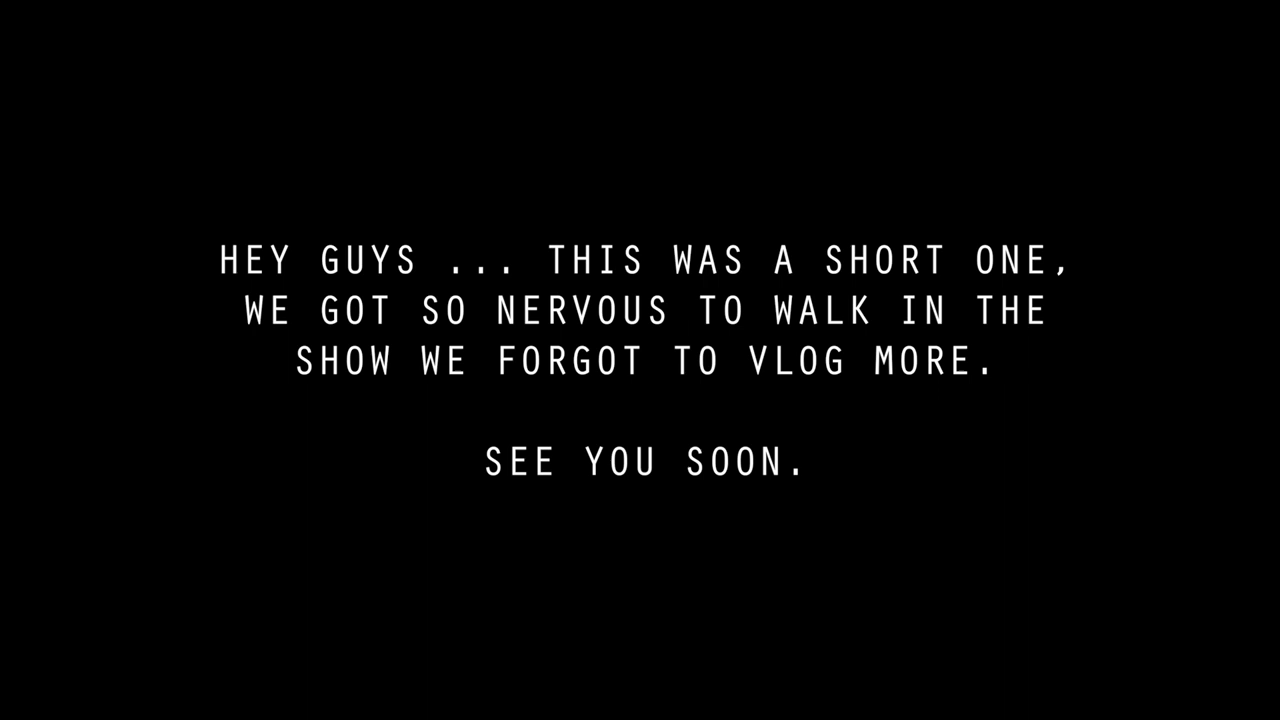 HEY GUYS ... THIS WAS A SHORT ONE,
WE GOT SO NERVOUS TO WALK IN THE
SHOW WE FORGOT TO VLOG MORE.
SEE YOU SOON.